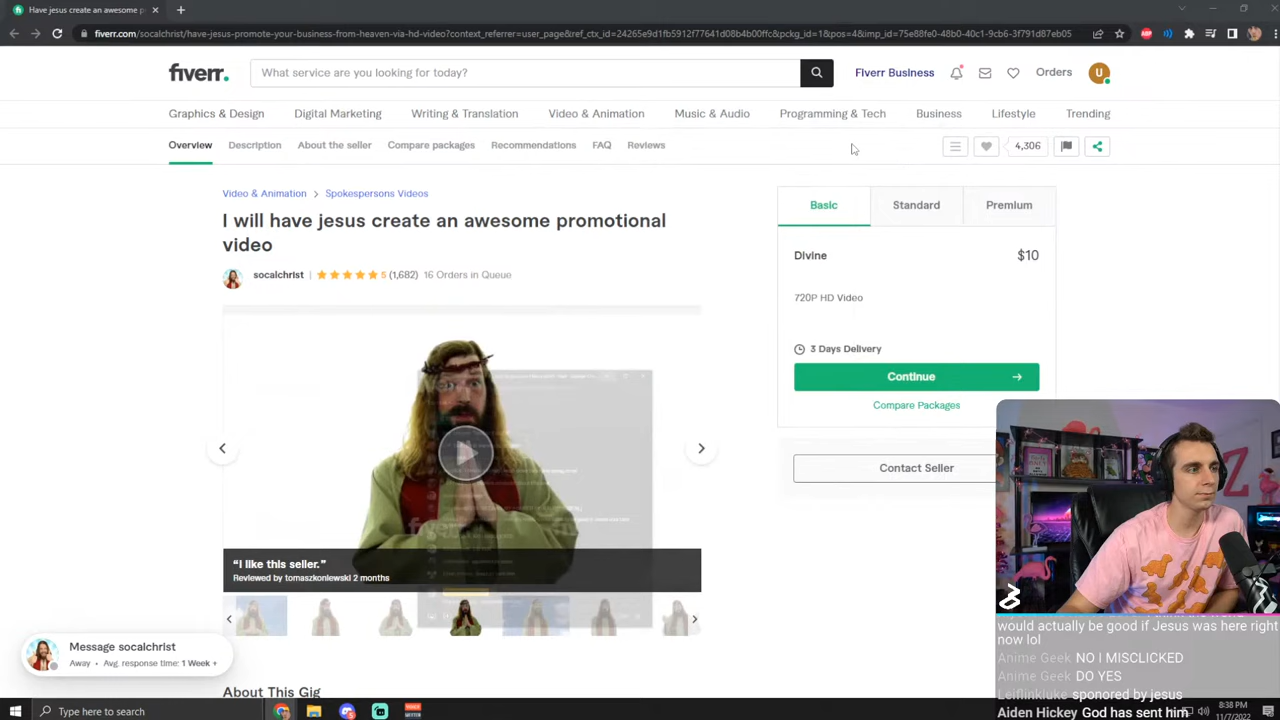 Have jesus create an awesome p
fiverr.com/socalchrist/have-jesus-promote-your-business-from-heaven-via-hd-video?context_referrer=user_page&ref_ctx_id=24265e9d1fb5912f77641d08b4b00ffc&pckg_id=1&pos=4&imp_id=75e88fe0-48b0-40c1-9cb6-3f791d87eb05
fiverr.
What service are you looking for today?
Fiverr Business
Orders
U
Graphics & Design
Digital Marketing
Writing & Translation
Video & Animation
Music & Audio
Programming & Tech
Business
Lifestyle
Trending
Overview
Description
About the seller
Compare packages
Recommendations
FAQ
Reviews
4,306
Video & Animation > Spokespersons Videos
I will have jesus create an awesome promotional
video
socalchrist | 5 (1,682) 16 Orders in Queue
Basic
Standard
Premium
Divine $10
720P HD Video
3 Days Delivery
Continue
Compare Packages
Contact Seller
“I like this seller.”
Reviewed by tomaszkonlewski 2 months
Message socalchrist
Away · Avg. response time: 1 Week +
About This Gig
would actually be good if Jesus was here right
now lol
Anime Geek NO I MISCLICKED
Anime Geek DO YES
Leiflinkluke sponored by jesus
Aiden Hickey God has sent him
Type here to search
8:38 PM
11/7/2022